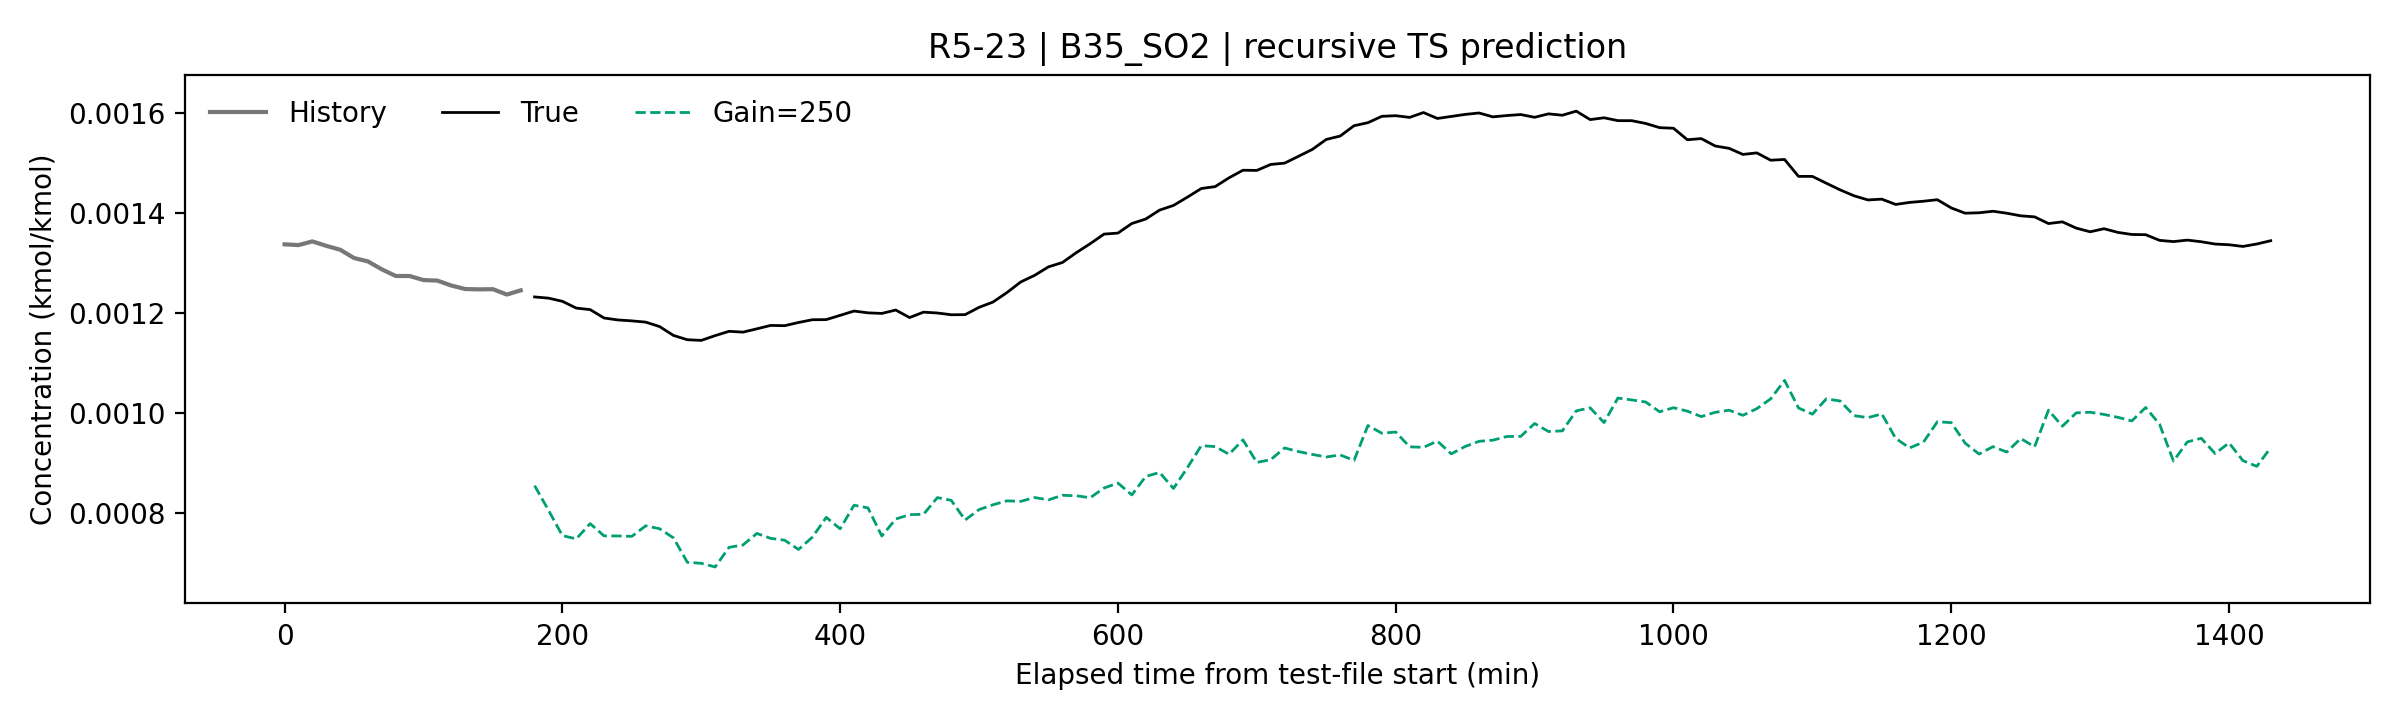 R5-23 | B35_SO2 | recursive TS prediction
History True Gain=250
Concentration (kmol/kmol)
0.0016
0.0014
0.0012
0.0010
0.0008
0 200 400 600 800 1000 1200 1400
Elapsed time from test-file start (min)